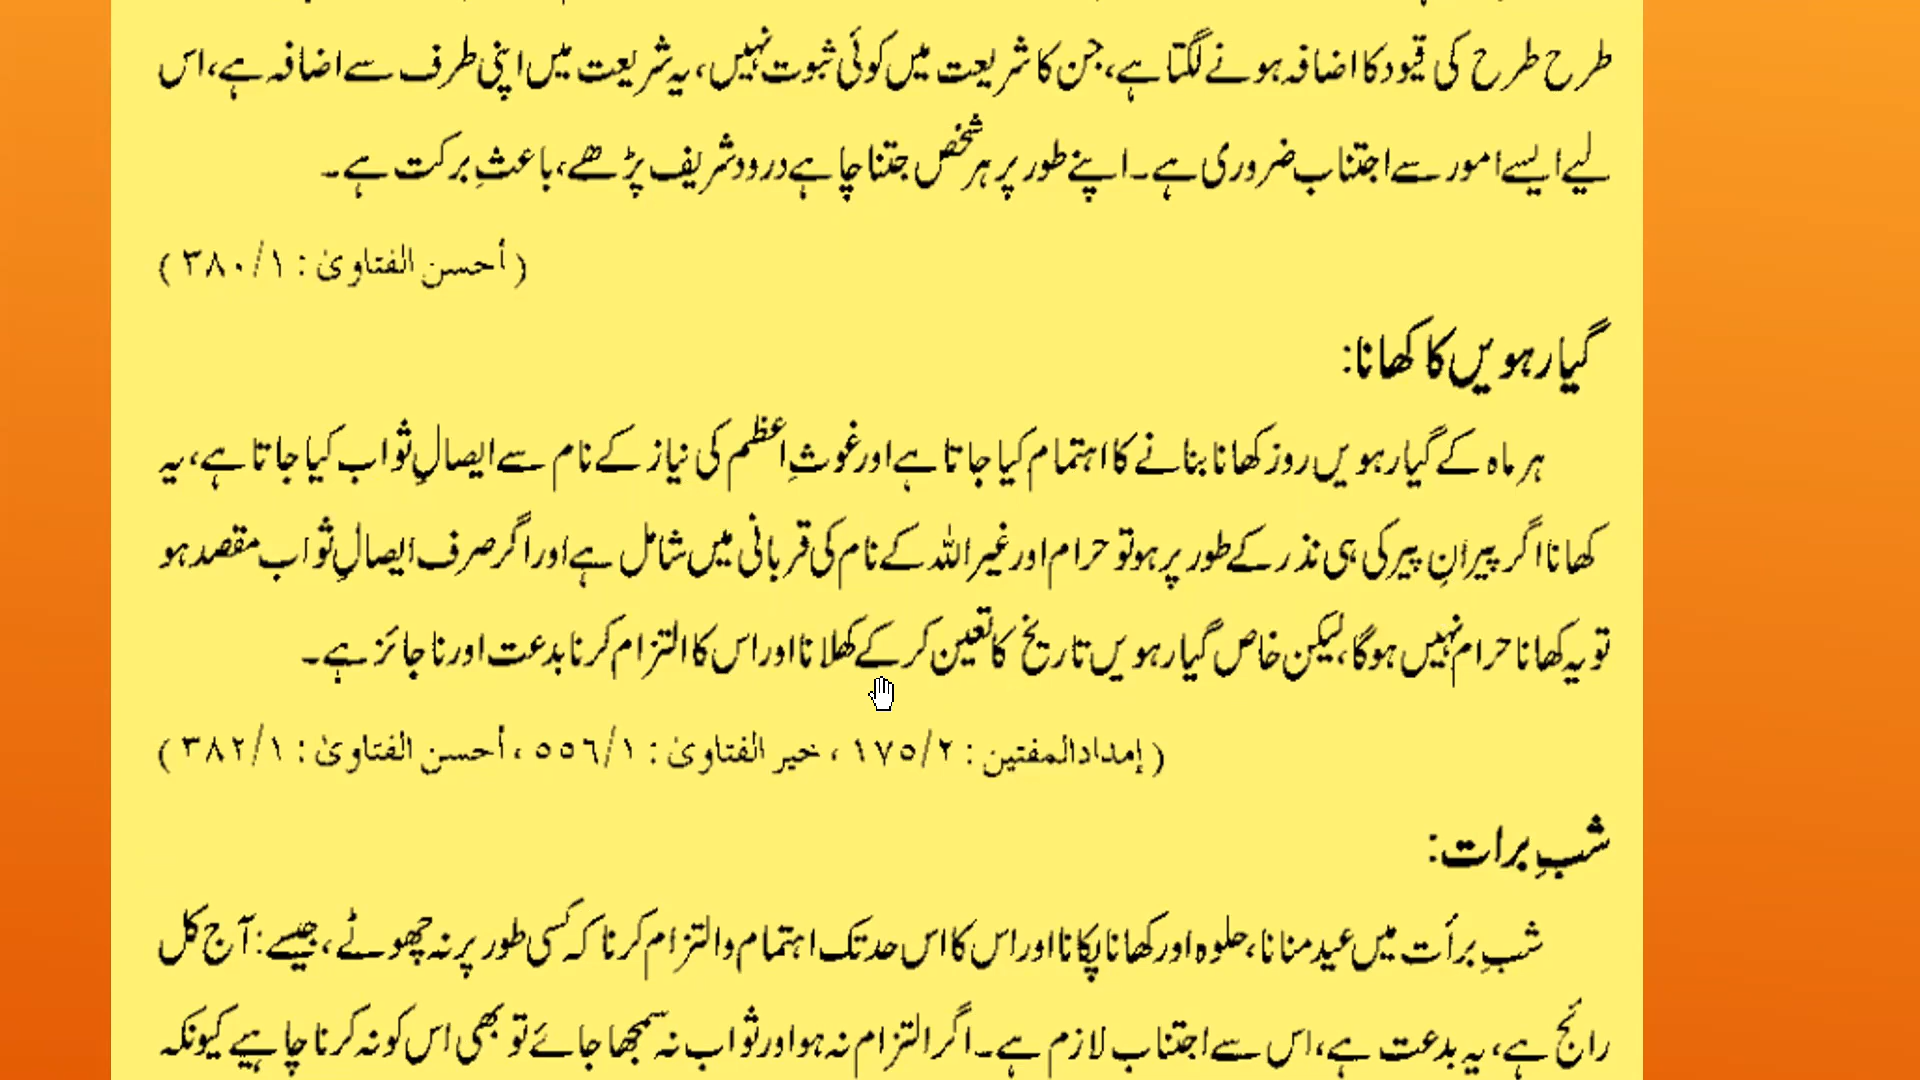 طرح طرح کی قیود کا اضافہ ہونے لگتا ہے، جن کا شریعت میں کوئی ثبوت نہیں، یہ شریعت میں اپنی طرف سے اضافہ ہے، اس
لیے ایسے امور سے اجتناب ضروری ہے۔ اپنے طور پر ہر شخص جتنا چاہے درود شریف پڑھے، باعثِ برکت ہے۔
(أحسن الفتاویٰ : ۳۸۰/۱)
گیارہویں کا کھانا:
ہر ماہ کے گیارہویں روز کھانا بنانے کا اہتمام کیا جاتا ہے اور غوثِ اعظم کی نیاز کے نام سے ایصالِ ثواب کیا جاتا ہے، یہ
کھانا اگر پیرانِ پیر کی ہی نذر کے طور پر ہو تو حرام اور غیر اللہ کے نام کی قربانی میں شامل ہے اور اگر صرف ایصالِ ثواب مقصد ہو
تو یہ کھانا حرام نہیں ہوگا، لیکن خاص گیارہویں تاریخ کا تعین کر کے کھلانا اور اس کا التزام کرنا بدعت اور ناجائز ہے۔
(إمداد المفتین : ۱۷۵/۲ ، خیر الفتاویٰ : ۵۵٦/۱ ، أحسن الفتاویٰ : ۳۸۲/۱)
شبِ برات:
شبِ برأت میں عید منانا، حلوہ اور کھانا پکانا اور اس کا اس حد تک اہتمام والتزام کرنا کہ کسی طور پر نہ چھوٹے، جیسے: آج کل
رائج ہے، یہ بدعت ہے، اس سے اجتناب لازم ہے۔ اگر التزام نہ ہو اور ثواب نہ سمجھا جائے تو بھی اس کو نہ کرنا چاہیے کیونکہ